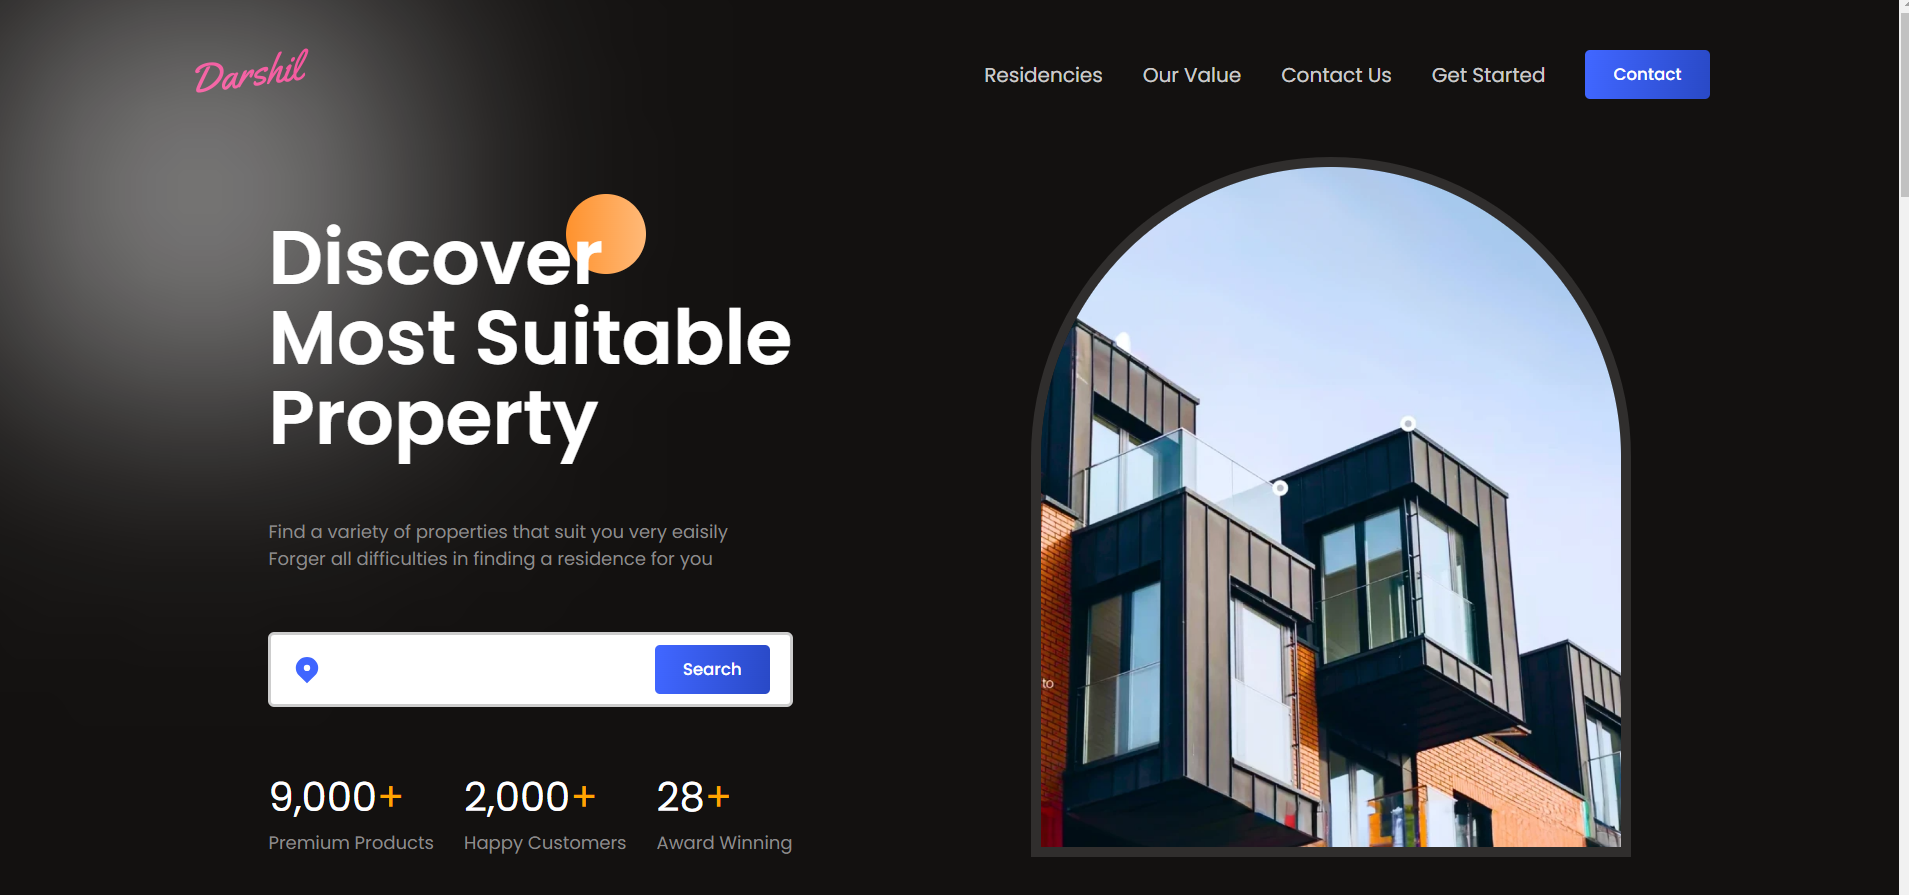 Darshil
Residencies Our Value Contact Us Get Started Contact
Discover
Most Suitable
Property
Find a variety of properties that suit you very eaisily
Forger all difficulties in finding a residence for you
Search
to
9,000+ 2,000+ 28+
Premium Products Happy Customers Award Winning